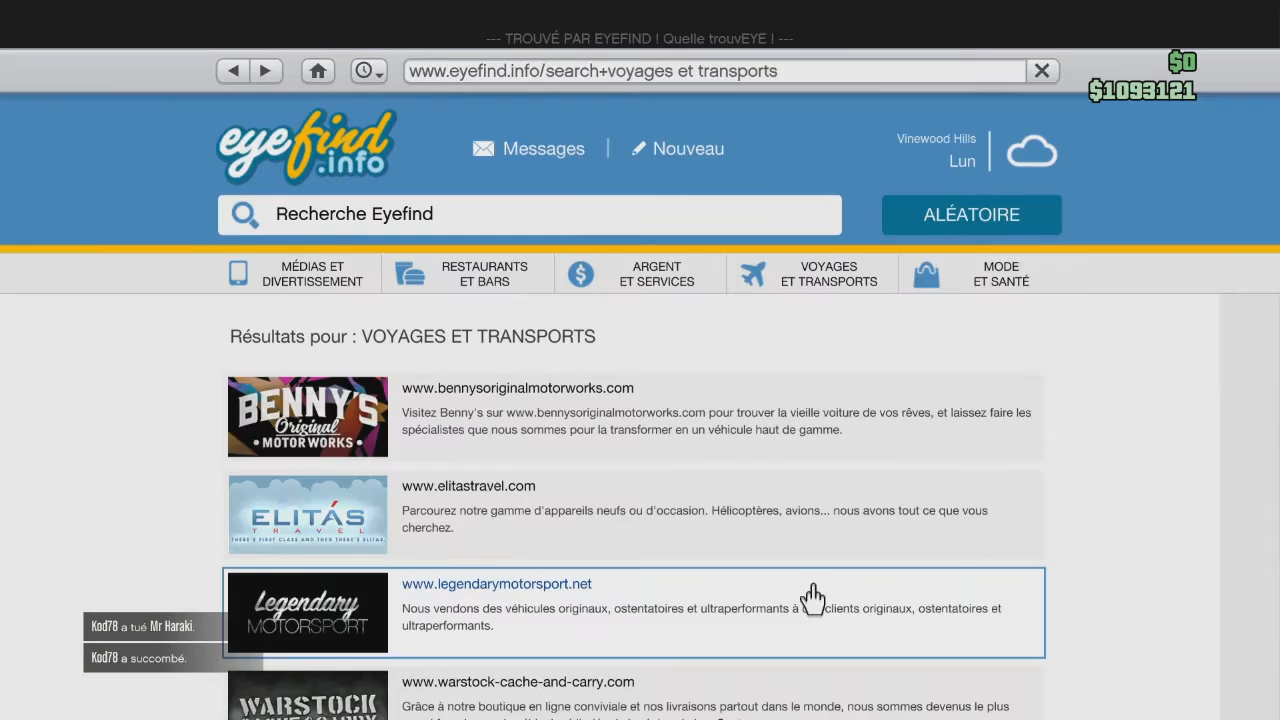 --- TROUVÉ PAR EYEFIND ! Quelle trouvEYE ! ---
www.eyefind.info/search+voyages et transports
$0
$1093121
eyefind
.info
Messages
Nouveau
Vinewood Hills
Lun
Recherche Eyefind
ALÉATOIRE
MÉDIAS ET
DIVERTISSEMENT
RESTAURANTS
ET BARS
ARGENT
ET SERVICES
VOYAGES
ET TRANSPORTS
MODE
ET SANTÉ
Résultats pour : VOYAGES ET TRANSPORTS
BENNY'S
Original
MOTOR WORKS
www.bennysoriginalmotorworks.com
Visitez Benny's sur www.bennysoriginalmotorworks.com pour trouver la vieille voiture de vos rêves, et laissez faire les
spécialistes que nous sommes pour la transformer en un véhicule haut de gamme.
ELITÁS
TRAVEL
THERE'S FIRST CLASS AND THEN THERE'S ELITAS.
www.elitastravel.com
Parcourez notre gamme d'appareils neufs ou d'occasion. Hélicoptères, avions... nous avons tout ce que vous
cherchez.
Legendary
MOTORSPORT
www.legendarymotorsport.net
Nous vendons des véhicules originaux, ostentatoires et ultraperformants à clients originaux, ostentatoires et
ultraperformants.
Kod78 a tué Mr Haraki.
Kod78 a succombé.
WARSTOCK
www.warstock-cache-and-carry.com
Grâce à notre boutique en ligne conviviale et nos livraisons partout dans le monde, nous sommes devenus le plus